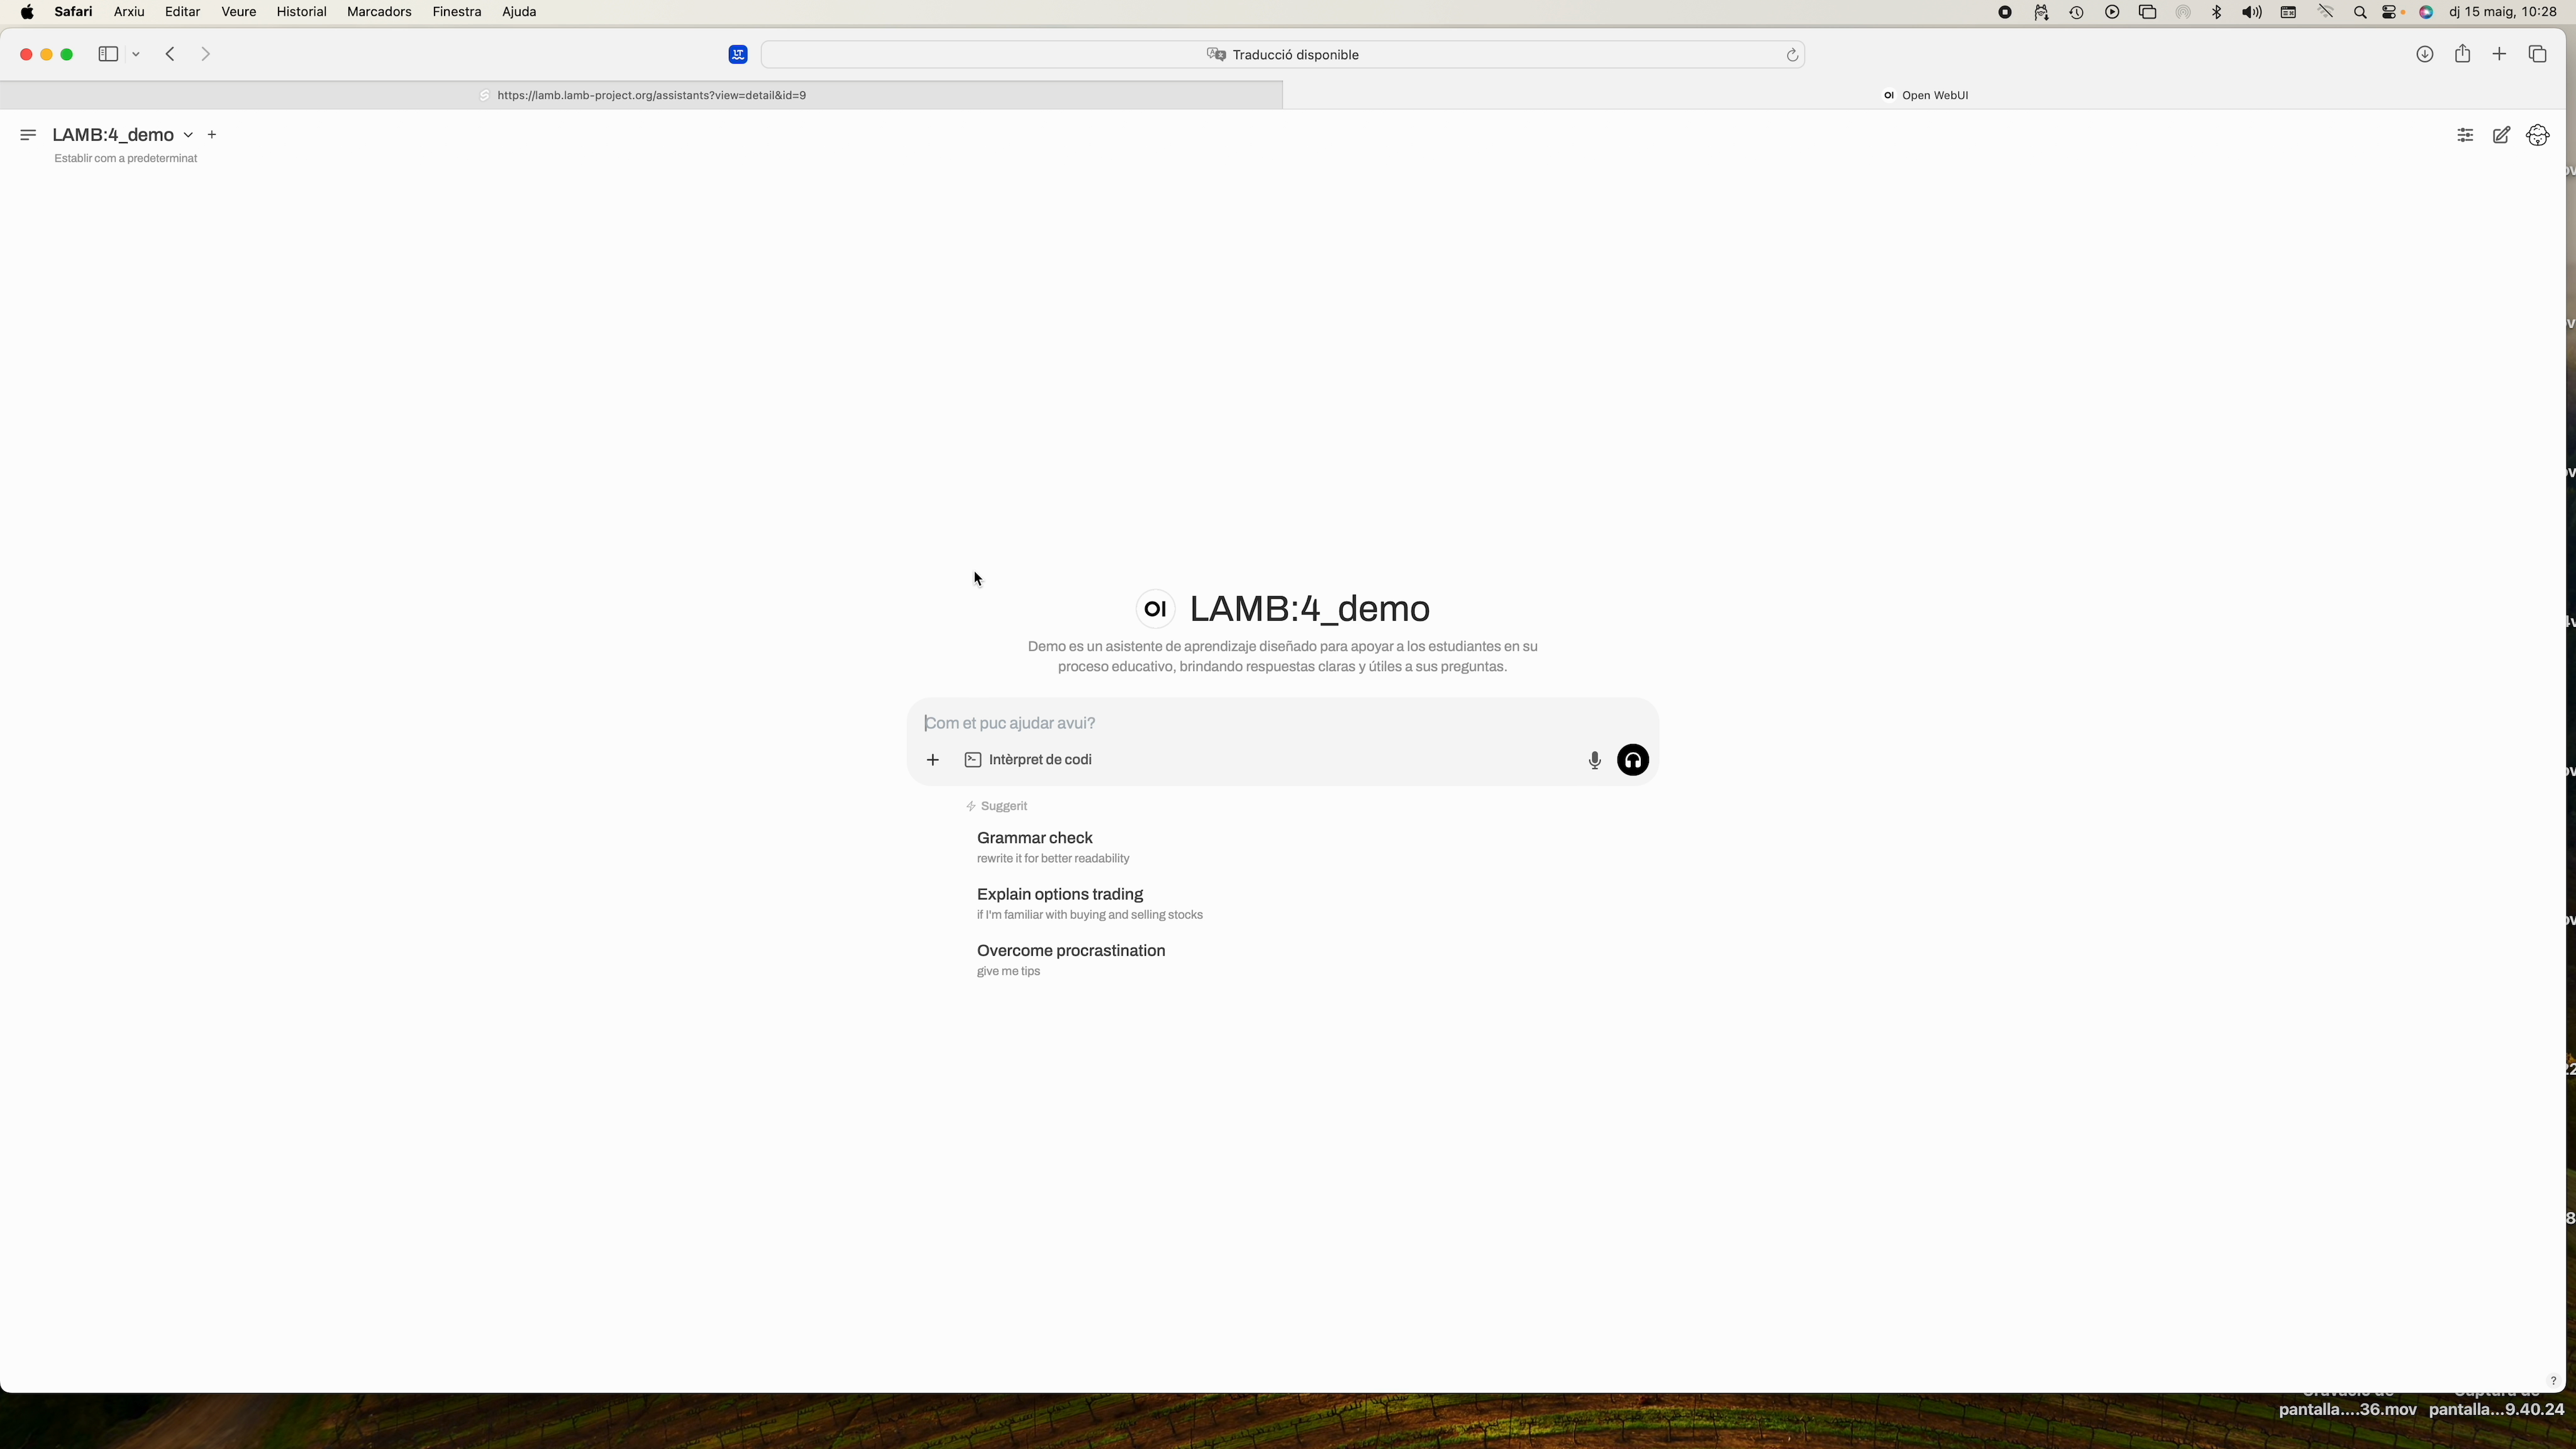 Safari Arxiu Editar Veure Historial Marcadors Finestra Ajuda dj 15 maig, 10:28
Traducció disponible
https://lamb.lamb-project.org/assistants?view=detail&id=9
OI Open WebUI
LAMB:4_demo
Establir com a predeterminat
OI LAMB:4_demo
Demo es un asistente de aprendizaje diseñado para apoyar a los estudiantes en su
proceso educativo, brindando respuestas claras y útiles a sus preguntas.
Com et puc ajudar avui?
Intèrpret de codi
Suggerit
Grammar check
rewrite it for better readability
Explain options trading
if I'm familiar with buying and selling stocks
Overcome procrastination
give me tips
?
pantalla....36.mov pantalla...9.40.24